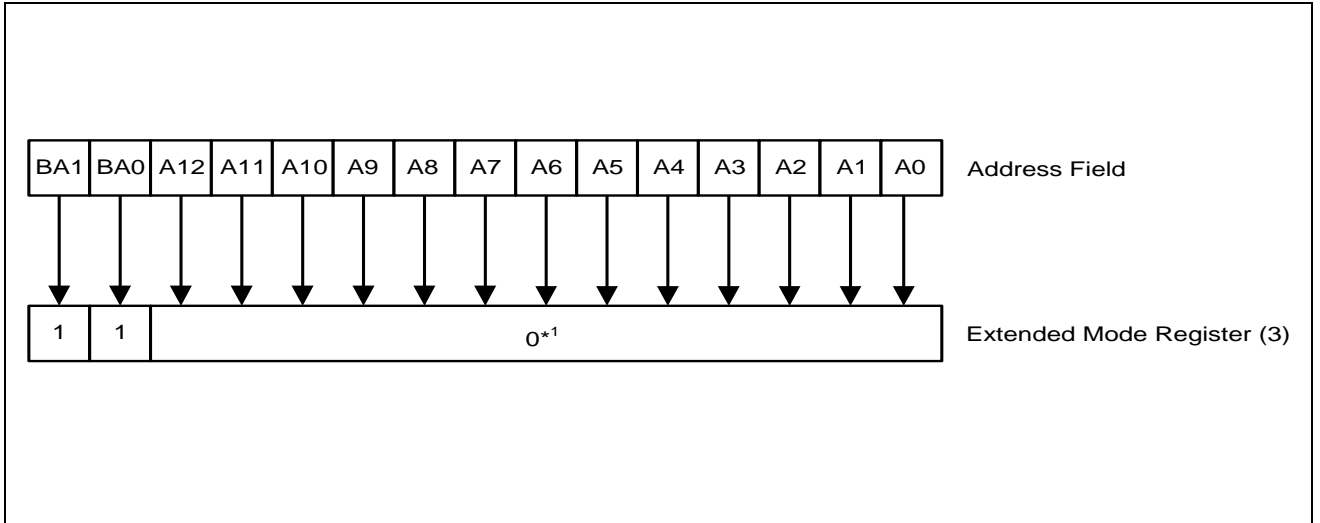 BA1 BA0 A12 A11 A10 A9 A8 A7 A6 A5 A4 A3 A2 A1 A0 Address Field
1 1 0*1 Extended Mode Register (3)